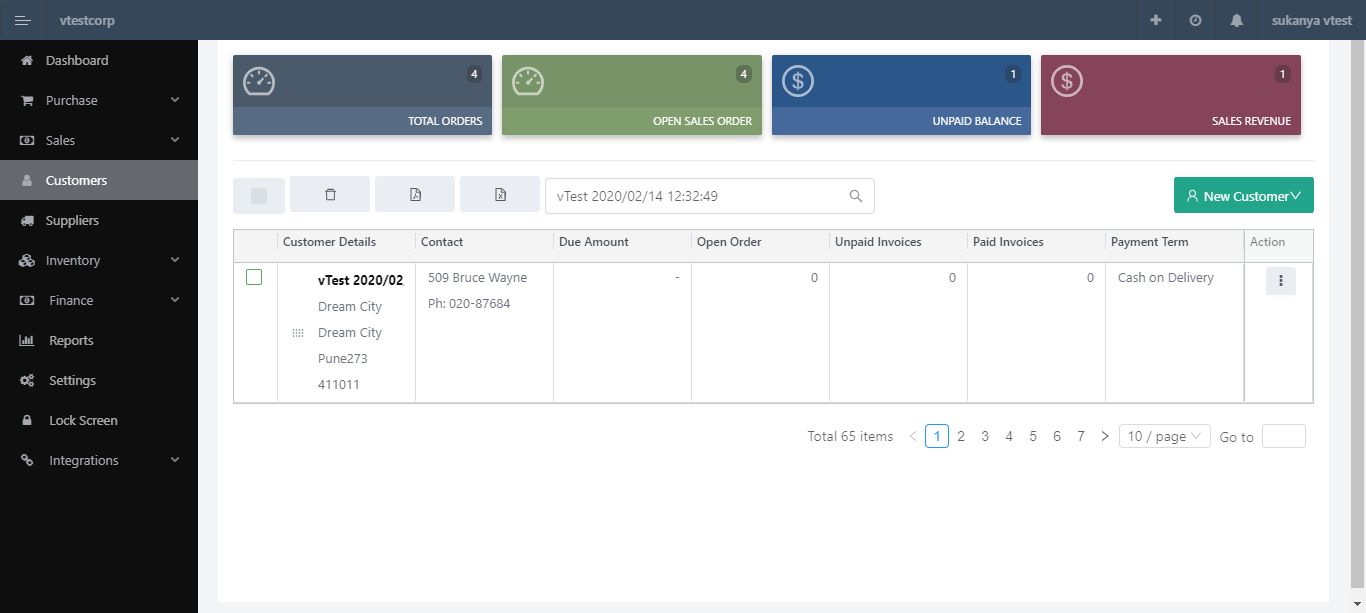 vtestcorp
sukanya vtest
Dashboard
Purchase
Sales
Customers
Suppliers
Inventory
Finance
Reports
Settings
Lock Screen
Integrations
4
TOTAL ORDERS
4
OPEN SALES ORDER
1
UNPAID BALANCE
1
SALES REVENUE
vTest 2020/02/14 12:32:49
New Customer
Customer Details Contact Due Amount Open Order Unpaid Invoices Paid Invoices Payment Term Action
vTest 2020/02
Dream City
Dream City
Pune273
411011
509 Bruce Wayne
Ph: 020-87684
-
0
0
0
Cash on Delivery
Total 65 items < 1 2 3 4 5 6 7 > 10 / page Go to